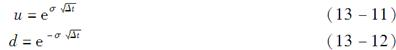 u = e^{σ√Δt} (13-11)
d = e^{-σ√Δt} (13-12)